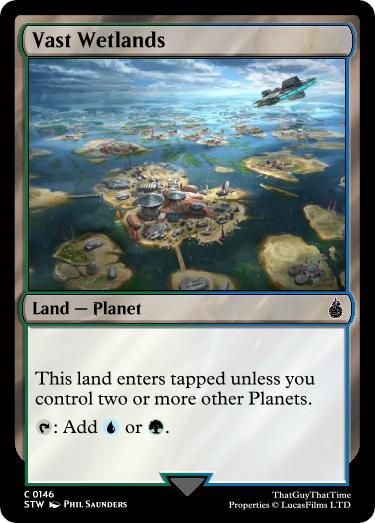 Vast Wetlands
Land — Planet
This land enters tapped unless you
control two or more other Planets.
: Add or .
C 0146
STW PHIL SAUNDERS
ThatGuyThatTime
Properties © LucasFilms LTD